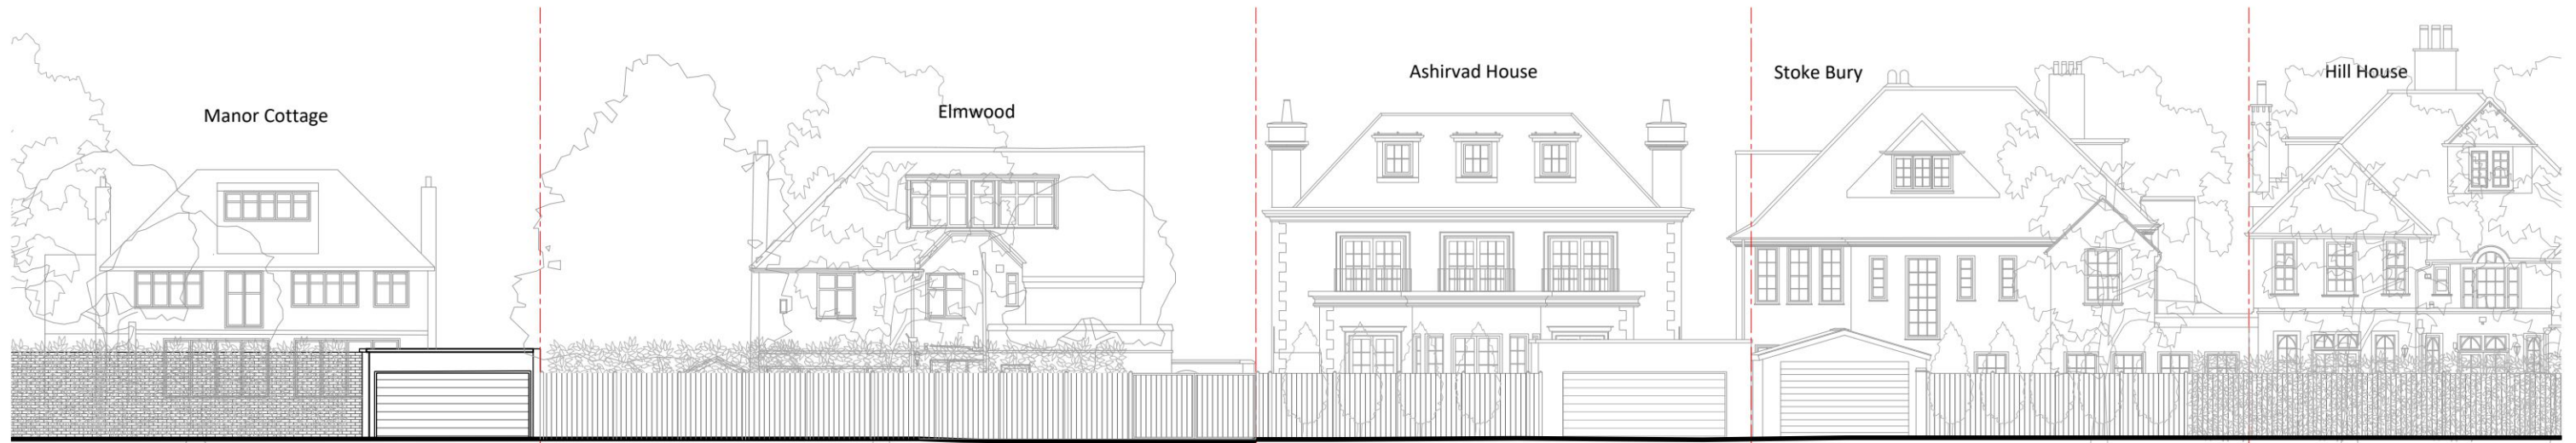 Manor Cottage
Elmwood
Ashirvad House
Stoke Bury
Hill House